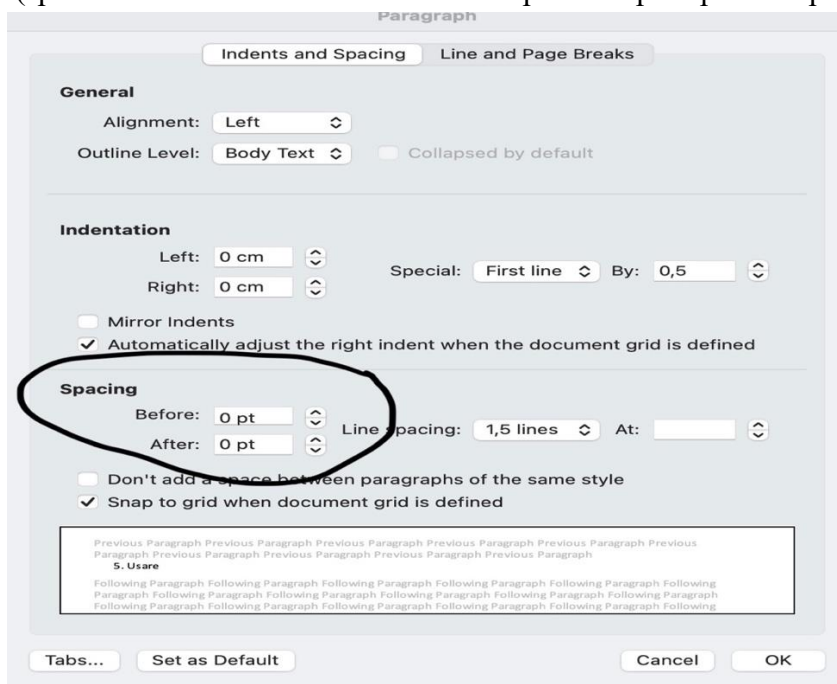 Paragraph
Indents and Spacing Line and Page Breaks
General
Alignment: Left
Outline Level: Body Text Collapsed by default
Indentation
Left: 0 cm
Right: 0 cm
Special: First line By: 0,5
Mirror Indents
Automatically adjust the right indent when the document grid is defined
Spacing
Before: 0 pt
After: 0 pt
Line spacing: 1,5 lines At:
Don't add a space between paragraphs of the same style
Snap to grid when document grid is defined
Previous Paragraph Previous Paragraph Previous Paragraph Previous Paragraph Previous Paragraph Previous
Paragraph Previous Paragraph Previous Paragraph Previous Paragraph Previous Paragraph
5. Usare
Following Paragraph Following Paragraph Following Paragraph Following Paragraph Following Paragraph Following
Paragraph Following Paragraph Following Paragraph Following Paragraph Following Paragraph Following Paragraph
Following Paragraph Following Paragraph Following Paragraph Following Paragraph Following Paragraph Following
Tabs... Set as Default Cancel OK